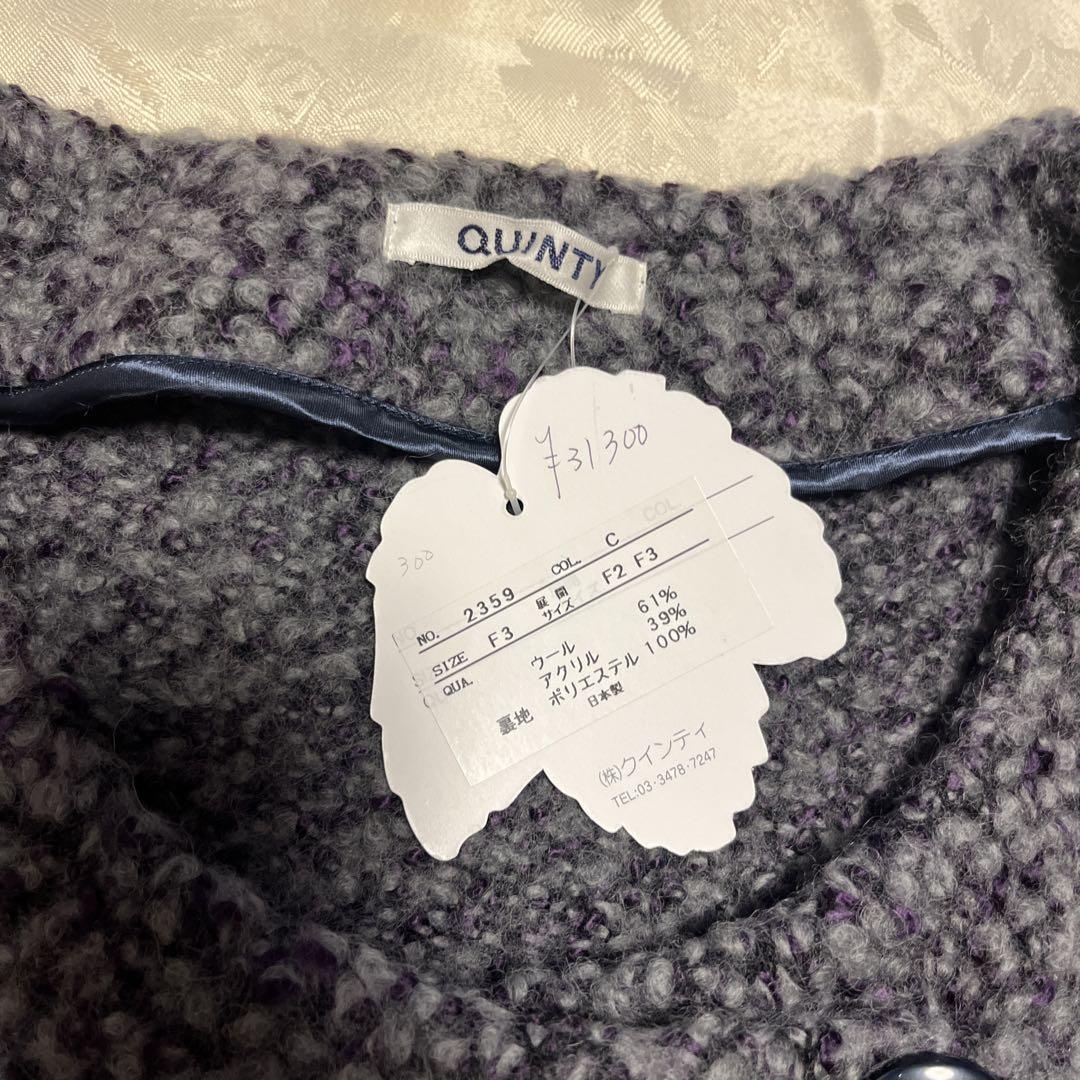 QUINTY
¥31300
300
NO. 2359 COL. C
SIZE F3 展開サイズ F2 F3
QUA. ウール 61%
アクリル 39%
裏地 ポリエステル 100%
日本製
(株)クインティ
TEL:03-3478-7247